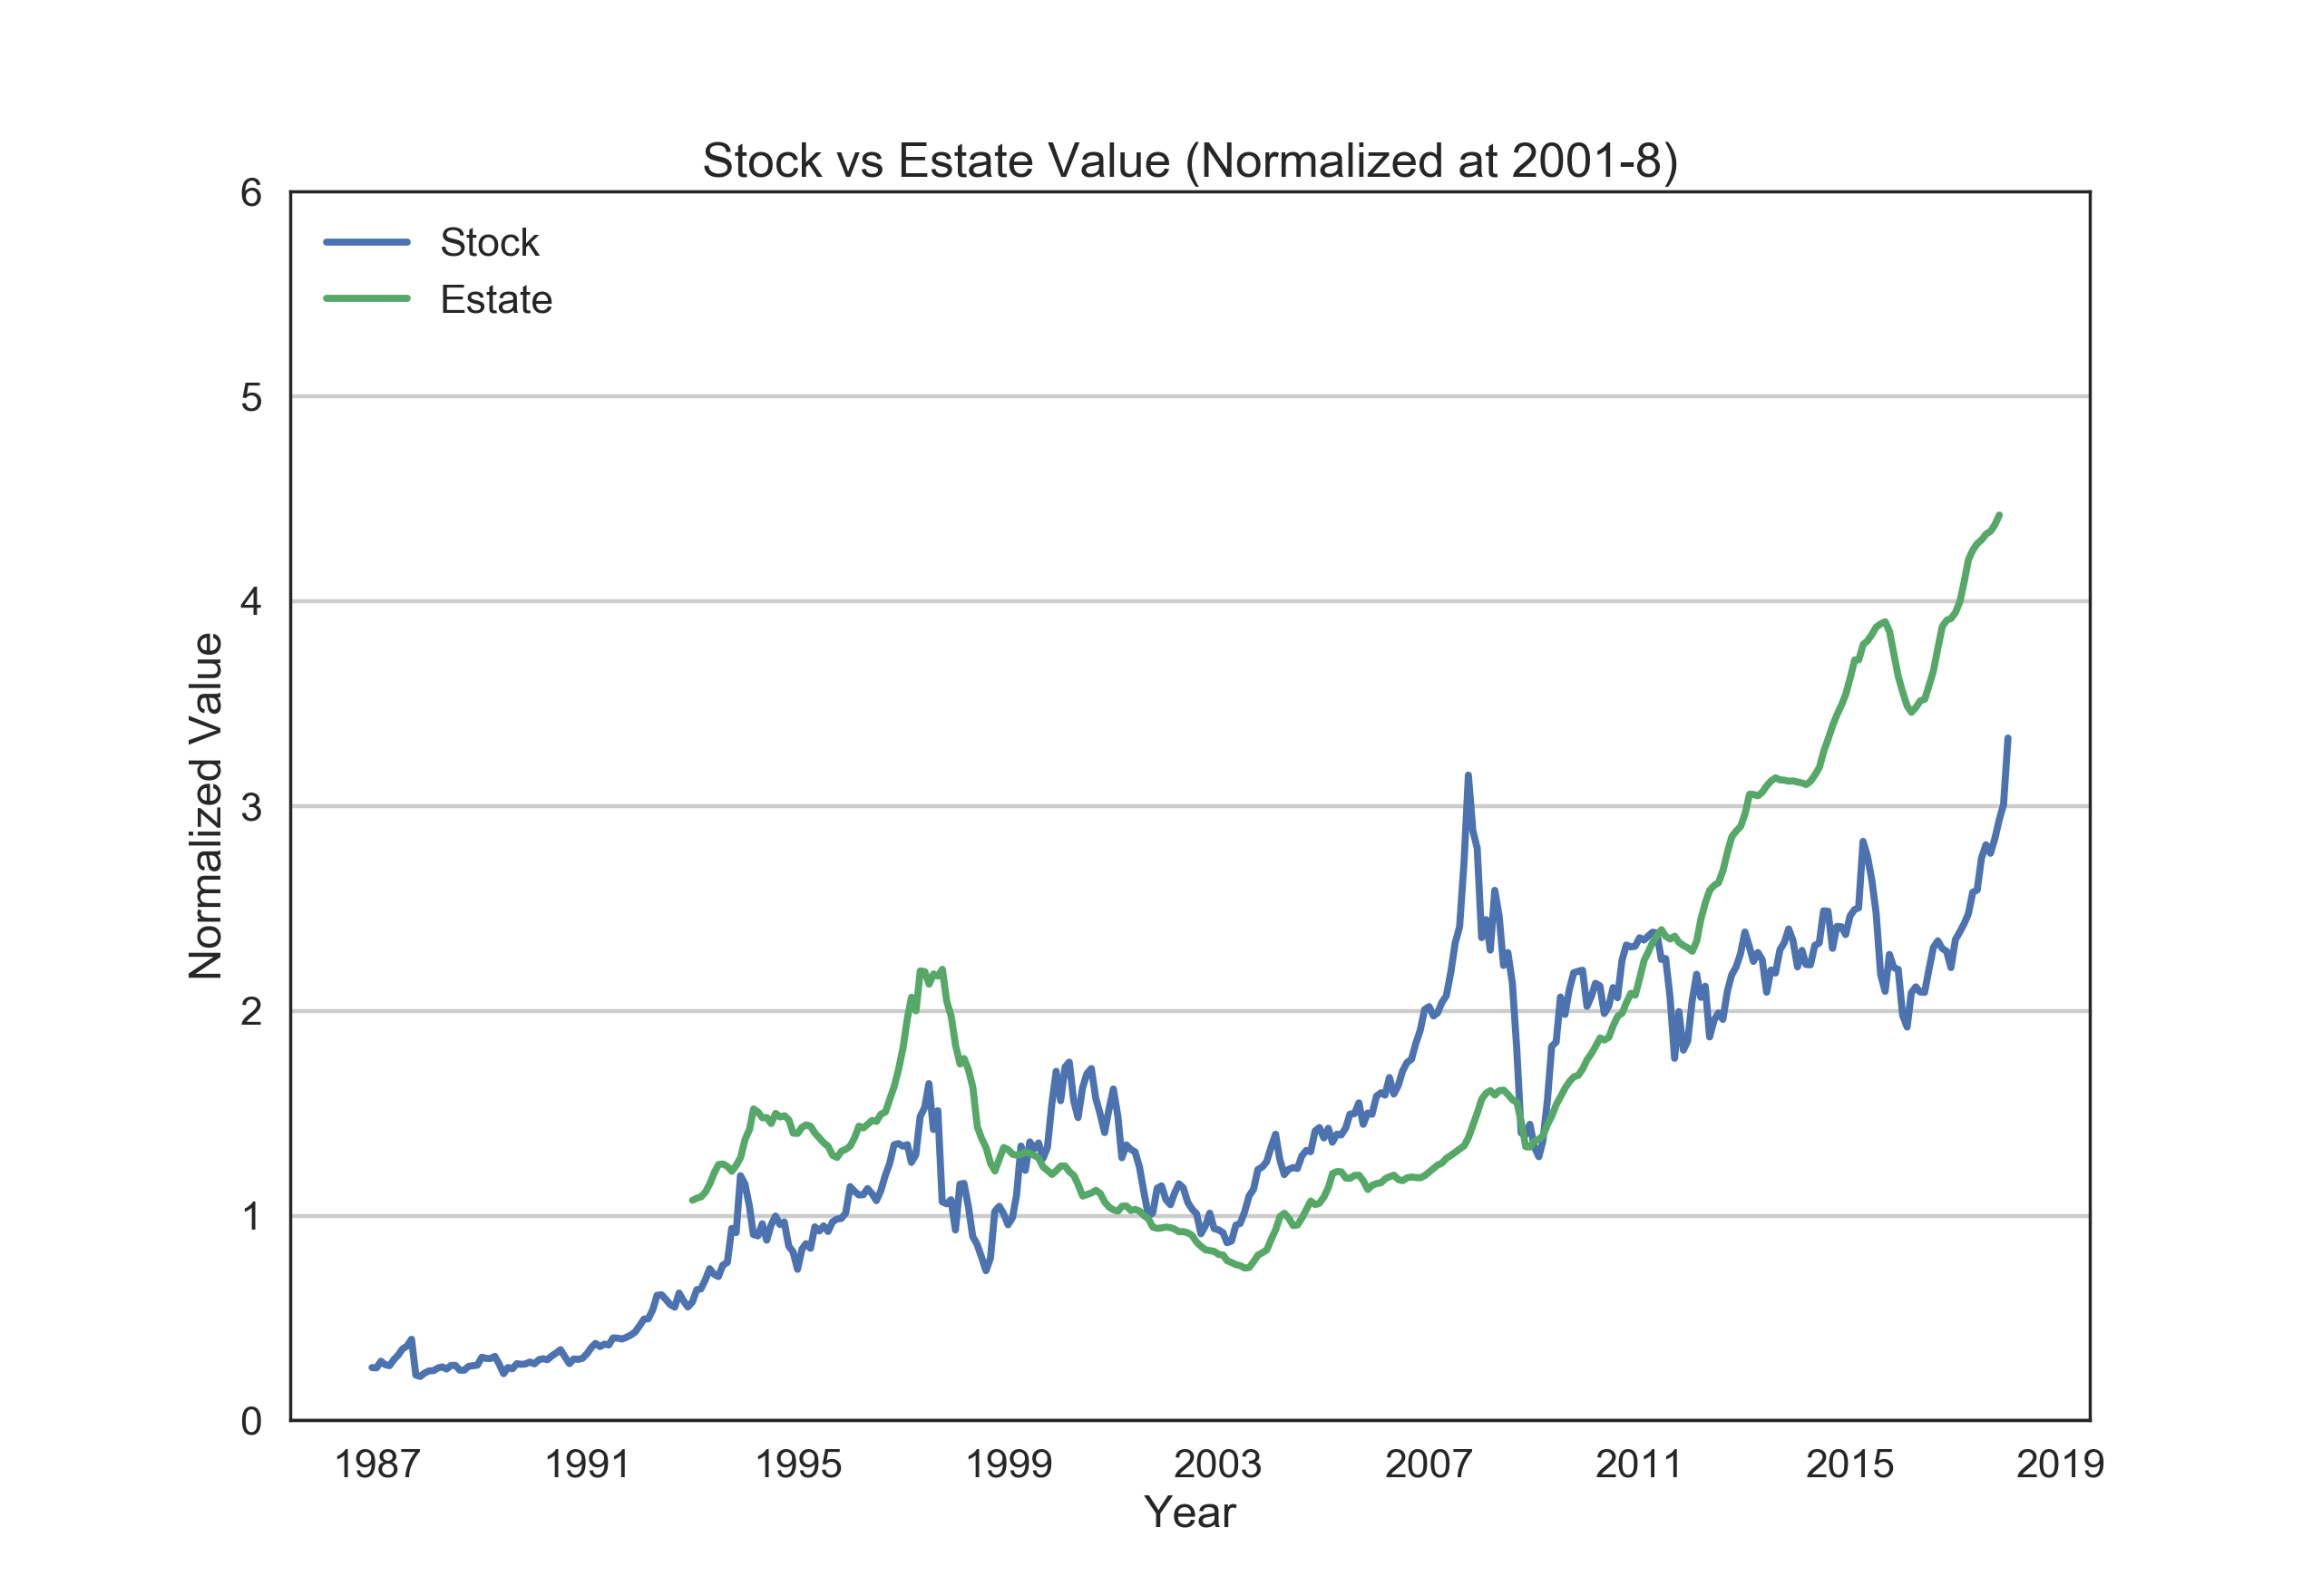 Stock vs Estate Value (Normalized at 2001-8)
6
Stock
Estate
5
4
3
2
1
0
Normalized Value
1987 1991 1995 1999 2003 2007 2011 2015 2019
Year